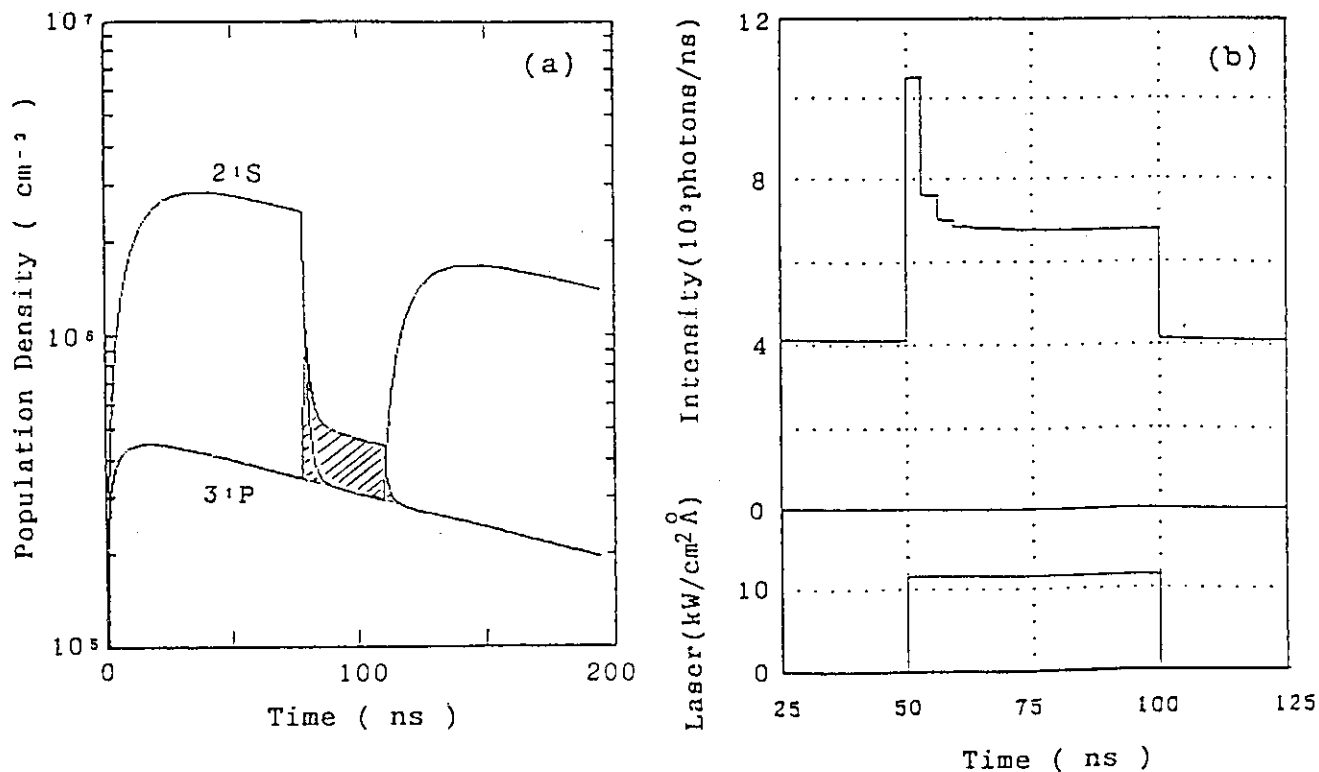 (a)
Population Density ( cm⁻³ )
10⁷
10⁶
10⁵
2¹S
3¹P
0
100
200
Time ( ns )
(b)
Intensity(10³photons/ns)
12
8
4
0
Laser(kW/cm²Å)
10
0
25
50
75
100
125
Time ( ns )